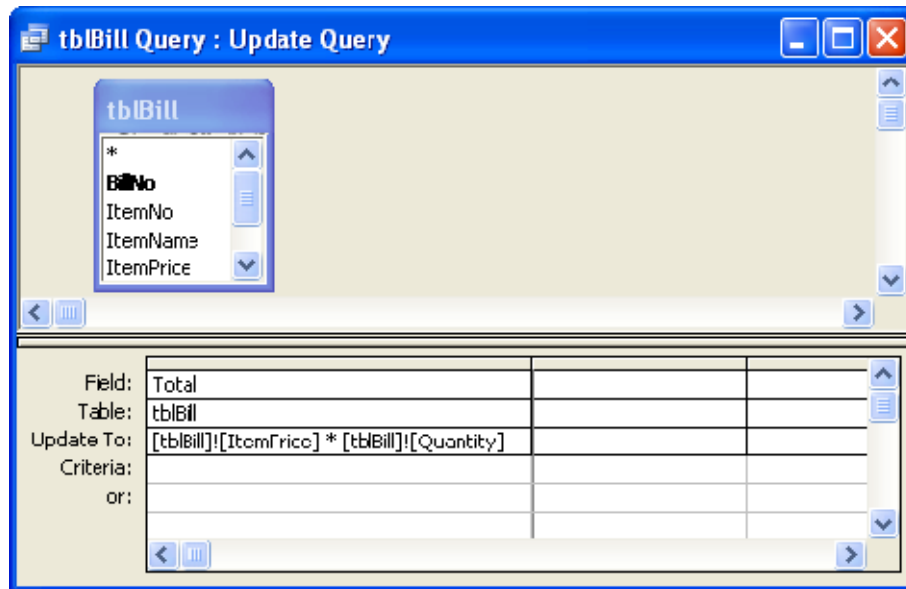 tblBill Query : Update Query
tblBill
*
BillNo
ItemNo
ItemName
ItemPrice
Field: Total
Table: tblBill
Update To: [tblBill]![ItemPrice] * [tblBill]![Quantity]
Criteria:
or: